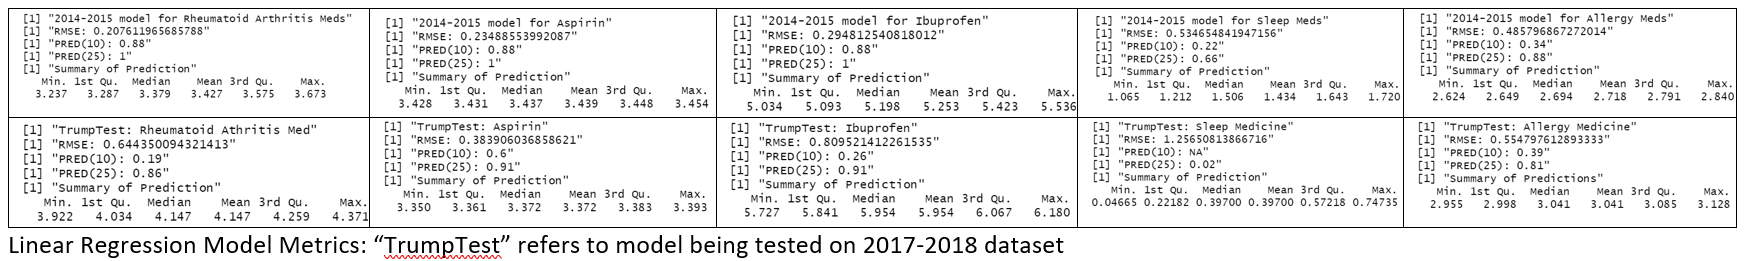 [1] "2014-2015 model for Rheumatoid Arthritis Meds"
[1] "RMSE: 0.207611965685788"
[1] "PRED(10): 0.88"
[1] "PRED(25): 1"
[1] "Summary of Prediction"
Min. 1st Qu. Median Mean 3rd Qu. Max.
3.237 3.287 3.379 3.427 3.575 3.673
[1] "2014-2015 model for Aspirin"
[1] "RMSE: 0.23488553992087"
[1] "PRED(10): 0.88"
[1] "PRED(25): 1"
[1] "Summary of Prediction"
Min. 1st Qu. Median Mean 3rd Qu. Max.
3.428 3.431 3.437 3.439 3.448 3.454
[1] "2014-2015 model for Ibuprofen"
[1] "RMSE: 0.294812540818012"
[1] "PRED(10): 0.88"
[1] "PRED(25): 1"
[1] "Summary of Prediction"
Min. 1st Qu. Median Mean 3rd Qu. Max.
5.034 5.093 5.198 5.253 5.423 5.536
[1] "2014-2015 model for Sleep Meds"
[1] "RMSE: 0.534654841947156"
[1] "PRED(10): 0.22"
[1] "PRED(25): 0.66"
[1] "Summary of Prediction"
Min. 1st Qu. Median Mean 3rd Qu. Max.
1.065 1.212 1.506 1.434 1.643 1.720
[1] "2014-2015 model for Allergy Meds"
[1] "RMSE: 0.485796867272014"
[1] "PRED(10): 0.34"
[1] "PRED(25): 0.88"
[1] "Summary of Prediction"
Min. 1st Qu. Median Mean 3rd Qu. Max.
2.624 2.649 2.694 2.718 2.791 2.840
[1] "TrumpTest: Rheumatoid Athritis Med"
[1] "RMSE: 0.644350094321413"
[1] "PRED(10): 0.19"
[1] "PRED(25): 0.86"
[1] "Summary of Prediction"
Min. 1st Qu. Median Mean 3rd Qu. Max.
3.922 4.034 4.147 4.147 4.259 4.371
[1] "TrumpTest: Aspirin"
[1] "RMSE: 0.383906036858621"
[1] "PRED(10): 0.6"
[1] "PRED(25): 0.91"
[1] "Summary of Prediction"
Min. 1st Qu. Median Mean 3rd Qu. Max.
3.350 3.361 3.372 3.372 3.383 3.393
[1] "TrumpTest: Ibuprofen"
[1] "RMSE: 0.809521412261535"
[1] "PRED(10): 0.26"
[1] "PRED(25): 0.91"
[1] "Summary of Prediction"
Min. 1st Qu. Median Mean 3rd Qu. Max.
5.727 5.841 5.954 5.954 6.067 6.180
[1] "TrumpTest: Sleep Medicine"
[1] "RMSE: 1.25650813866716"
[1] "PRED(10): NA"
[1] "PRED(25): 0.02"
[1] "Summary of Prediction"
Min. 1st Qu. Median Mean 3rd Qu. Max.
0.04665 0.22182 0.39700 0.39700 0.57218 0.74735
[1] "TrumpTest: Allergy Medicine"
[1] "RMSE: 0.554797612893333"
[1] "PRED(10): 0.39"
[1] "PRED(25): 0.81"
[1] "Summary of Predictions"
Min. 1st Qu. Median Mean 3rd Qu. Max.
2.955 2.998 3.041 3.041 3.085 3.128
Linear Regression Model Metrics: “TrumpTest” refers to model being tested on 2017-2018 dataset